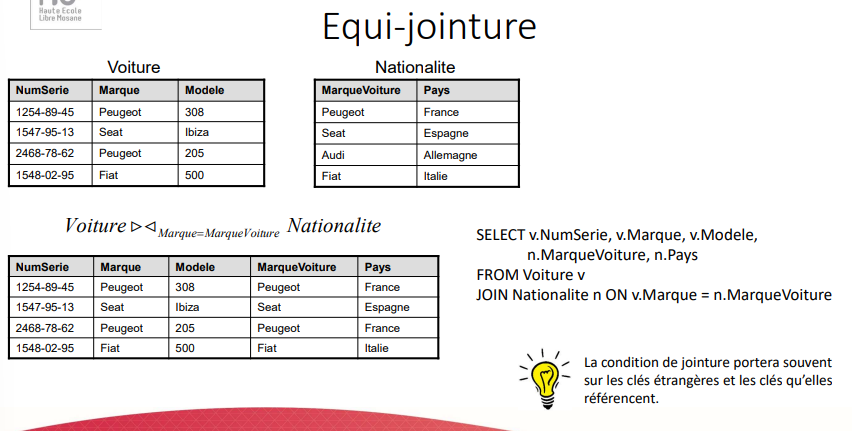 Haute Ecole
Libre Mosane
Equi-jointure
Voiture
NumSerie Marque Modele
1254-89-45 Peugeot 308
1547-95-13 Seat Ibiza
2468-78-62 Peugeot 205
1548-02-95 Fiat 500
Nationalite
MarqueVoiture Pays
Peugeot France
Seat Espagne
Audi Allemagne
Fiat Italie
Voiture ⊳⊲ Marque=MarqueVoiture Nationalite
NumSerie Marque Modele MarqueVoiture Pays
1254-89-45 Peugeot 308 Peugeot France
1547-95-13 Seat Ibiza Seat Espagne
2468-78-62 Peugeot 205 Peugeot France
1548-02-95 Fiat 500 Fiat Italie
SELECT v.NumSerie, v.Marque, v.Modele,
n.MarqueVoiture, n.Pays
FROM Voiture v
JOIN Nationalite n ON v.Marque = n.MarqueVoiture
La condition de jointure portera souvent
sur les clés étrangères et les clés qu'elles
référencent.